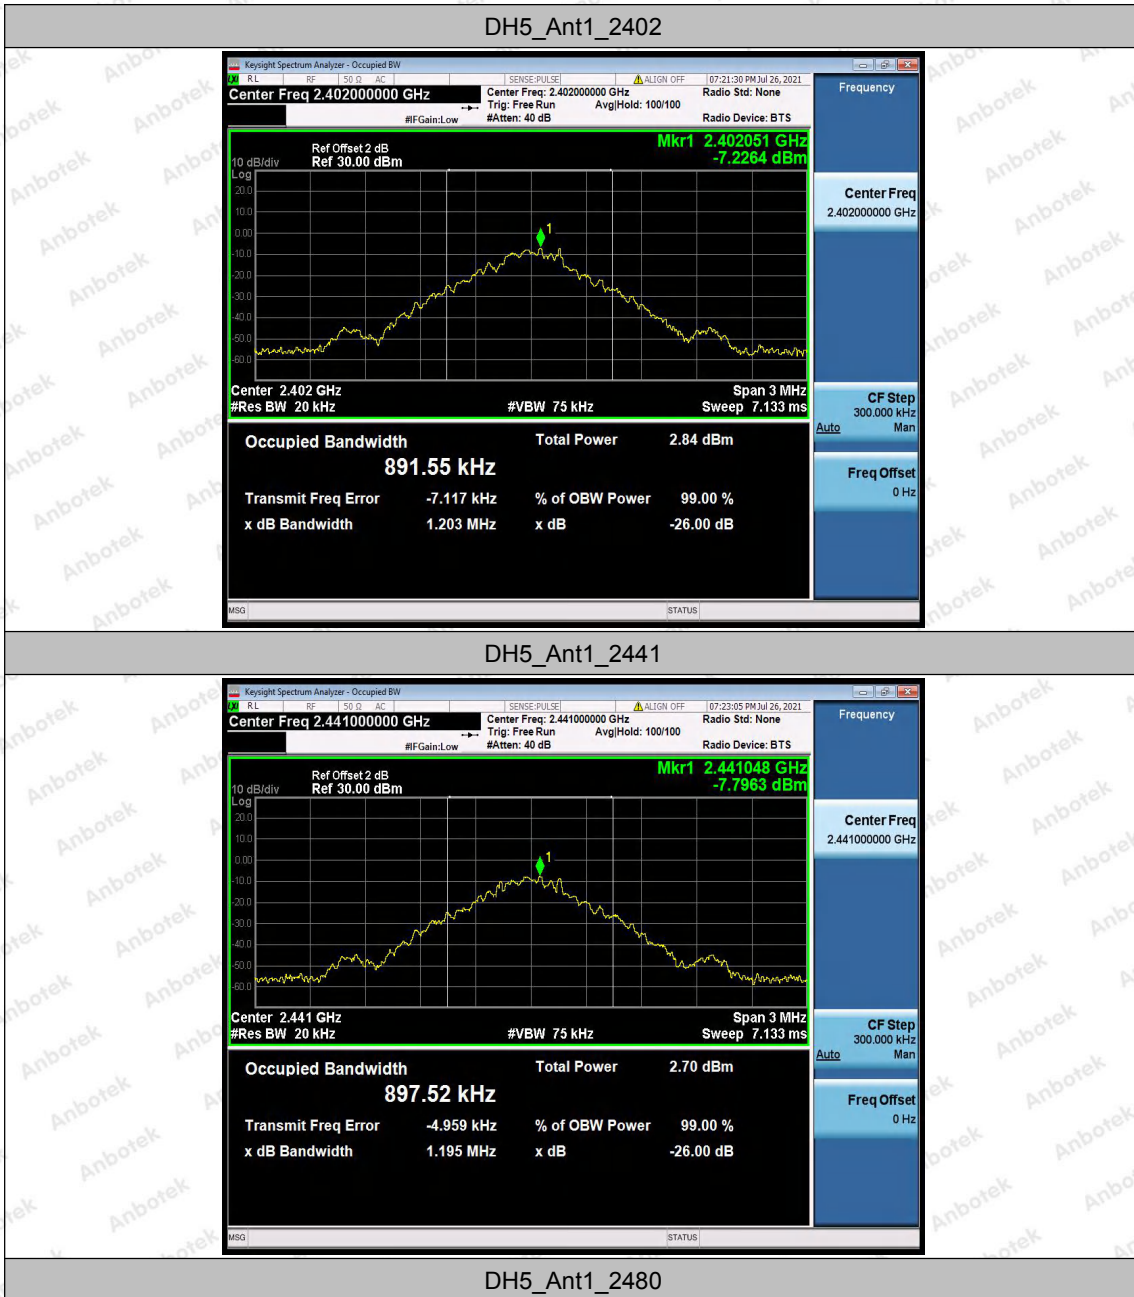 DH5_Ant1_2402
Keysight Spectrum Analyzer - Occupied BW
RL RF 50 Ω AC SENSE:PULSE ALIGN OFF 07:21:30 PM Jul 26, 2021
Center Freq 2.402000000 GHz
Center Freq: 2.402000000 GHz Radio Std: None
Trig: Free Run Avg|Hold: 100/100
#IFGain:Low #Atten: 40 dB Radio Device: BTS
Frequency
Mkr1 2.402051 GHz
-7.2264 dBm
Ref Offset 2 dB
10 dB/div Ref 30.00 dBm
Log
20.0
10.0
0.00
-10.0
-20.0
-30.0
-40.0
-50.0
-60.0
1
Center 2.402 GHz Span 3 MHz
#Res BW 20 kHz #VBW 75 kHz Sweep 7.133 ms
Center Freq
2.402000000 GHz
CF Step
300.000 kHz
Auto Man
Freq Offset
0 Hz
Occupied Bandwidth Total Power 2.84 dBm
891.55 kHz
Transmit Freq Error -7.117 kHz % of OBW Power 99.00 %
x dB Bandwidth 1.203 MHz x dB -26.00 dB
MSG STATUS
DH5_Ant1_2441
Keysight Spectrum Analyzer - Occupied BW
RL RF 50 Ω AC SENSE:PULSE ALIGN OFF 07:23:05 PM Jul 26, 2021
Center Freq 2.441000000 GHz
Center Freq: 2.441000000 GHz Radio Std: None
Trig: Free Run Avg|Hold: 100/100
#IFGain:Low #Atten: 40 dB Radio Device: BTS
Frequency
Mkr1 2.441048 GHz
-7.7963 dBm
Ref Offset 2 dB
10 dB/div Ref 30.00 dBm
Log
20.0
10.0
0.00
-10.0
-20.0
-30.0
-40.0
-50.0
-60.0
1
Center 2.441 GHz Span 3 MHz
#Res BW 20 kHz #VBW 75 kHz Sweep 7.133 ms
Center Freq
2.441000000 GHz
CF Step
300.000 kHz
Auto Man
Freq Offset
0 Hz
Occupied Bandwidth Total Power 2.70 dBm
897.52 kHz
Transmit Freq Error -4.959 kHz % of OBW Power 99.00 %
x dB Bandwidth 1.195 MHz x dB -26.00 dB
MSG STATUS
DH5_Ant1_2480